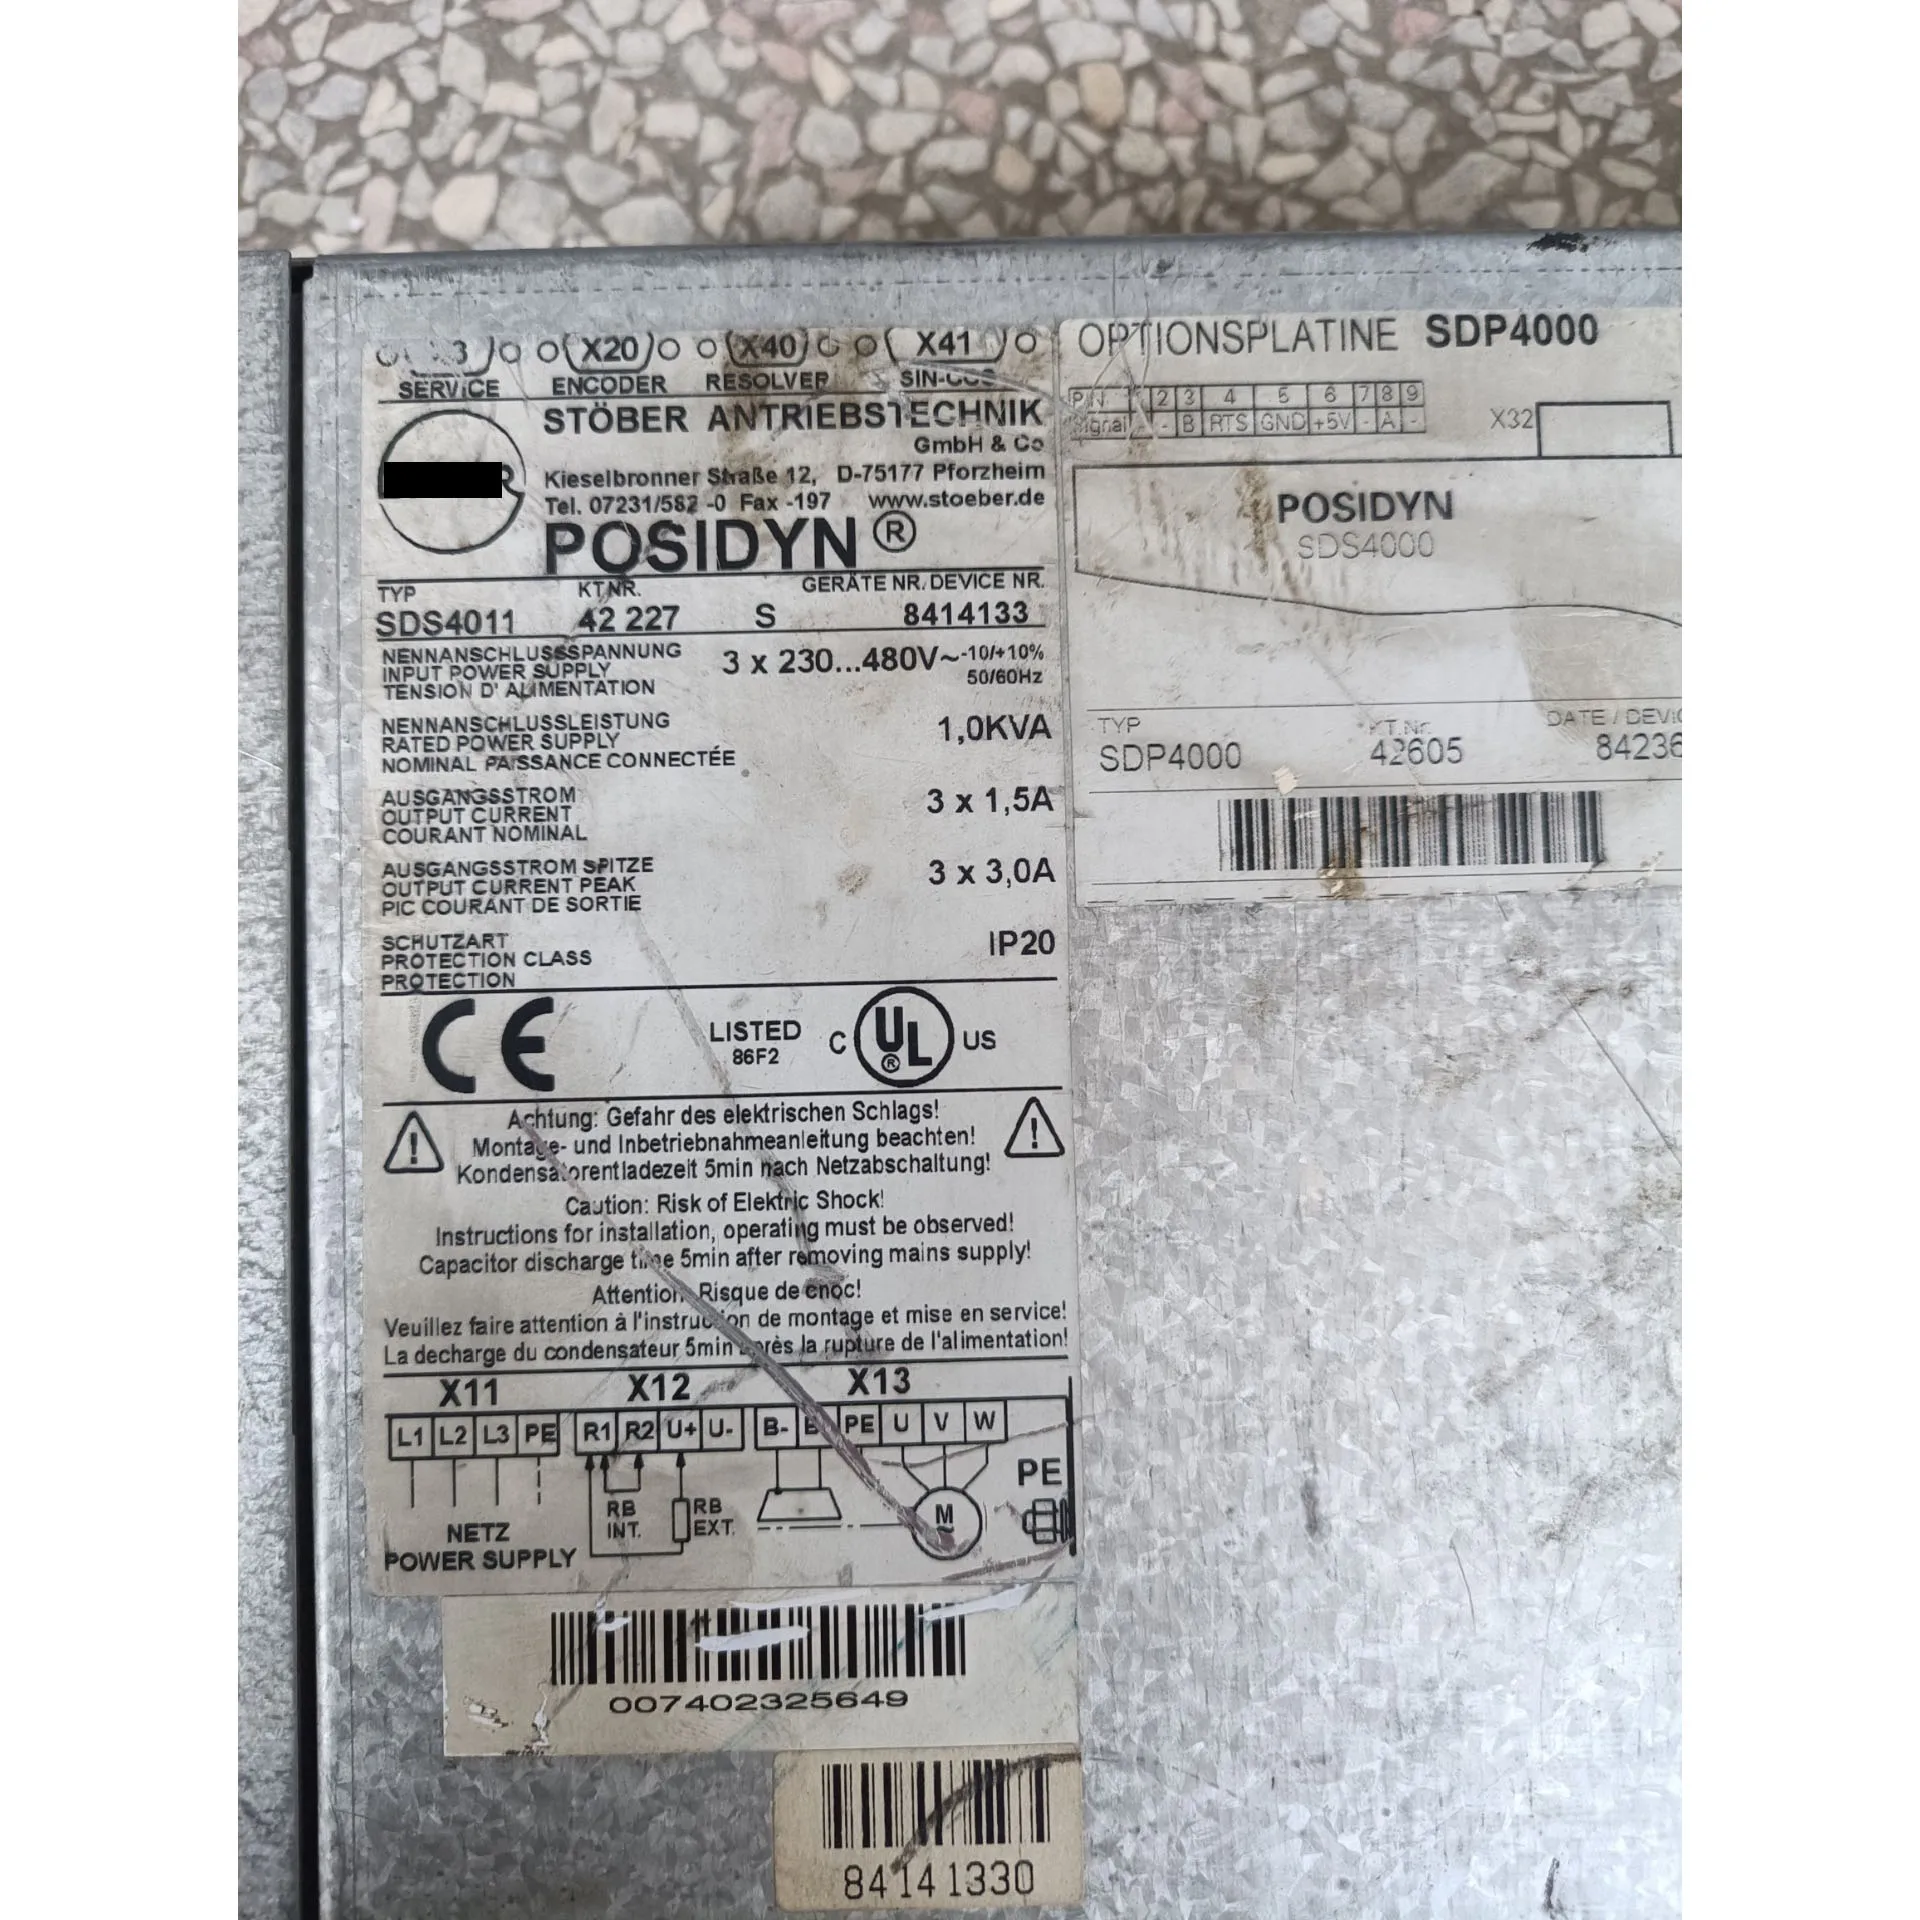 X20 X40 X41
SERVICE ENCODER RESOLVER
STÖBER ANTRIEBSTECHNIK
GmbH & Co
Kieselbronner Straße 12, D-75177 Pforzheim
Tel. 07231/582 -0 Fax -197 www.stoeber.de
POSIDYN ®
TYP KTNR. GERÄTE NR. DEVICE NR.
SDS4011 42 227 S 8414133
NENNANSCHLUSSSPANNUNG
INPUT POWER SUPPLY
TENSION D' ALIMENTATION
3 x 230...480V~ -10/+10%
50/60Hz
NENNANSCHLUSSLEISTUNG
RATED POWER SUPPLY
NOMINAL PAISSANCE CONNECTÉE
1,0KVA
AUSGANGSSTROM
OUTPUT CURRENT
COURANT NOMINAL
3 x 1,5A
AUSGANGSSTROM SPITZE
OUTPUT CURRENT PEAK
PIC COURANT DE SORTIE
3 x 3,0A
SCHUTZART
PROTECTION CLASS
PROTECTION
IP20
CE
LISTED
86F2
C UL ® US
Achtung: Gefahr des elektrischen Schlags!
Montage- und Inbetriebnahmeanleitung beachten!
Kondensatorentladezeit 5min nach Netzabschaltung!
Caution: Risk of Elektric Shock!
Instructions for installation, operating must be observed!
Capacitor discharge time 5min after removing mains supply!
Attention: Risque de choc!
Veuillez faire attention à l'instruction de montage et mise en service!
La decharge du condensateur 5min après la rupture de l'alimentation!
X11 X12 X13
L1 L2 L3 PE R1 R2 U+ U- B- PE U V W
PE
RB
INT.
RB
EXT.
M
~
NETZ
POWER SUPPLY
007402325649
84141330
OPTIONSPLATINE SDP4000
PIN 2 3 4 5 6 7 8 9
Signal - B RTS GND +5V - A -
X32
POSIDYN
SDS4000
TYP KT.Nr. DATE / DEVIC
SDP4000 42605 84236